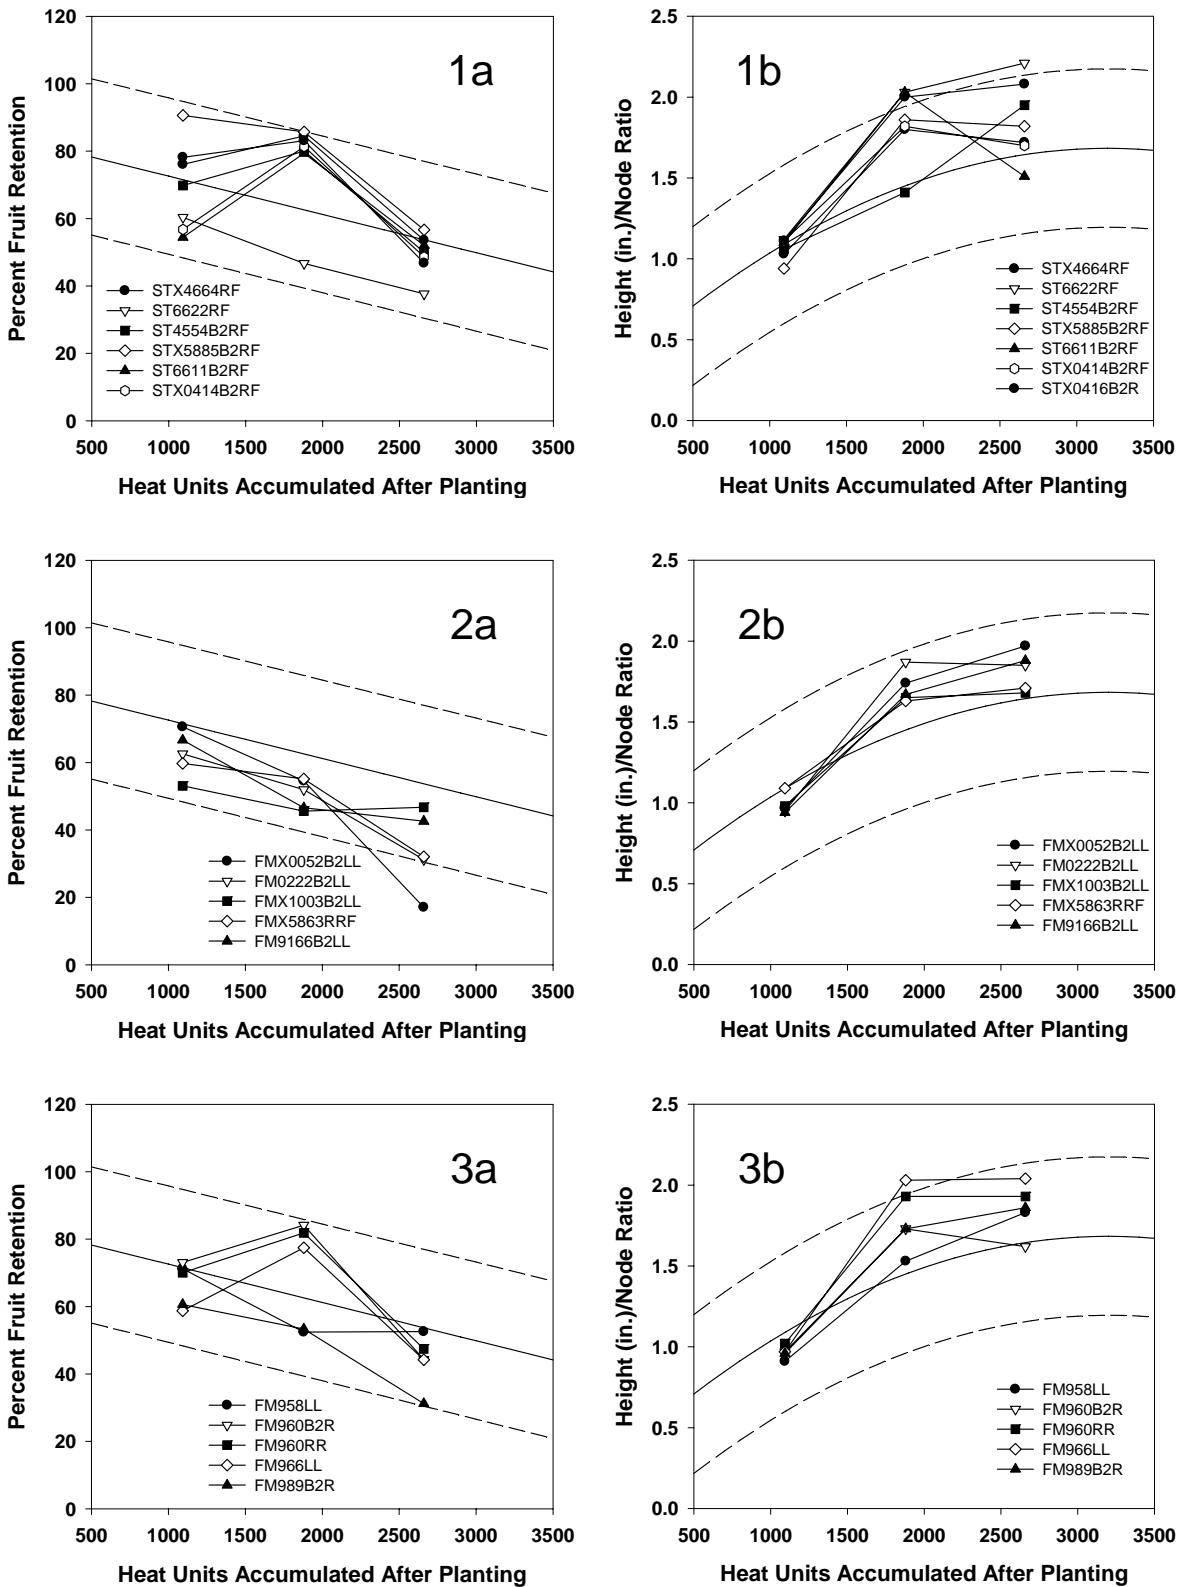 1a
Percent Fruit Retention
120
100
80
60
40
20
0
STX4664RF
ST6622RF
ST4554B2RF
STX5885B2RF
ST6611B2RF
STX0414B2RF
500 1000 1500 2000 2500 3000 3500
Heat Units Accumulated After Planting
1b
Height (in.)/Node Ratio
2.5
2.0
1.5
1.0
0.5
0.0
STX4664RF
ST6622RF
ST4554B2RF
STX5885B2RF
ST6611B2RF
STX0414B2RF
STX0416B2R
500 1000 1500 2000 2500 3000 3500
Heat Units Accumulated After Planting
2a
Percent Fruit Retention
120
100
80
60
40
20
0
FMX0052B2LL
FM0222B2LL
FMX1003B2LL
FMX5863RRF
FM9166B2LL
500 1000 1500 2000 2500 3000 3500
Heat Units Accumulated After Planting
2b
Height (in.)/Node Ratio
2.5
2.0
1.5
1.0
0.5
0.0
FMX0052B2LL
FM0222B2LL
FMX1003B2LL
FMX5863RRF
FM9166B2LL
500 1000 1500 2000 2500 3000 3500
Heat Units Accumulated After Planting
3a
Percent Fruit Retention
120
100
80
60
40
20
0
FM958LL
FM960B2R
FM960RR
FM966LL
FM989B2R
500 1000 1500 2000 2500 3000 3500
Heat Units Accumulated After Planting
3b
Height (in.)/Node Ratio
2.5
2.0
1.5
1.0
0.5
0.0
FM958LL
FM960B2R
FM960RR
FM966LL
FM989B2R
500 1000 1500 2000 2500 3000 3500
Heat Units Accumulated After Planting